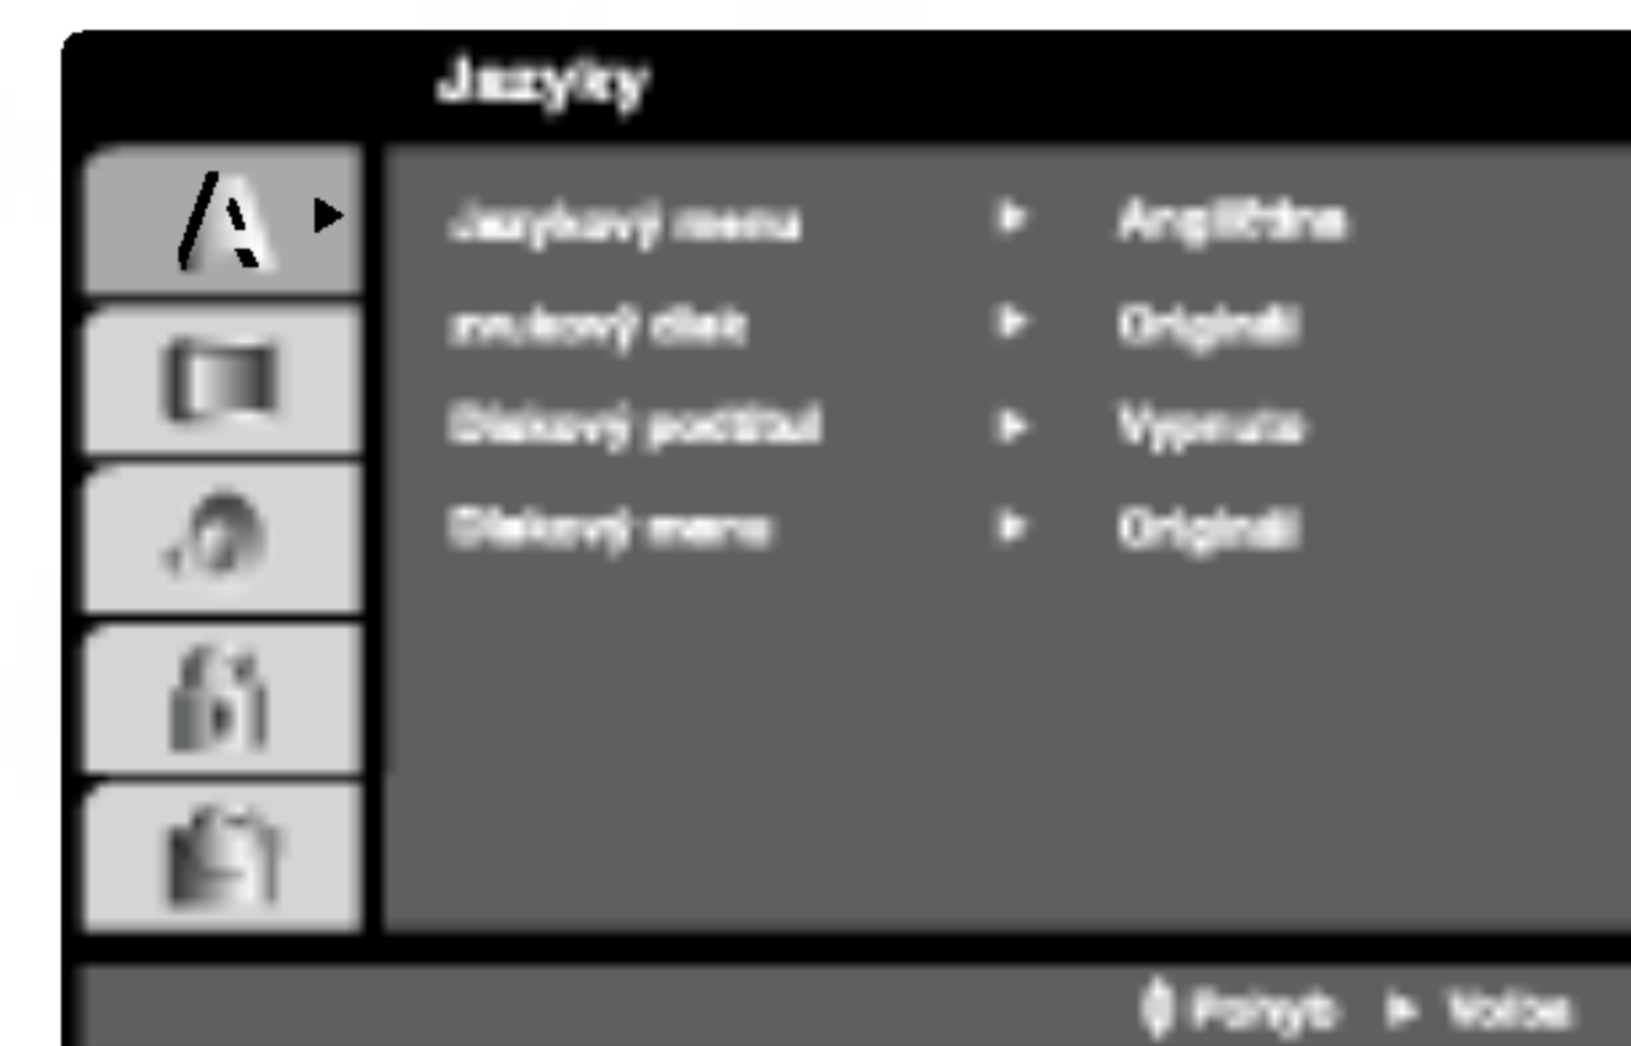 Jazyky
Jazykový menu Angličtina
zvukový disk Originál
Diskový podtitul Vypnuto
Diskový menu Originál
Pohyb Volba